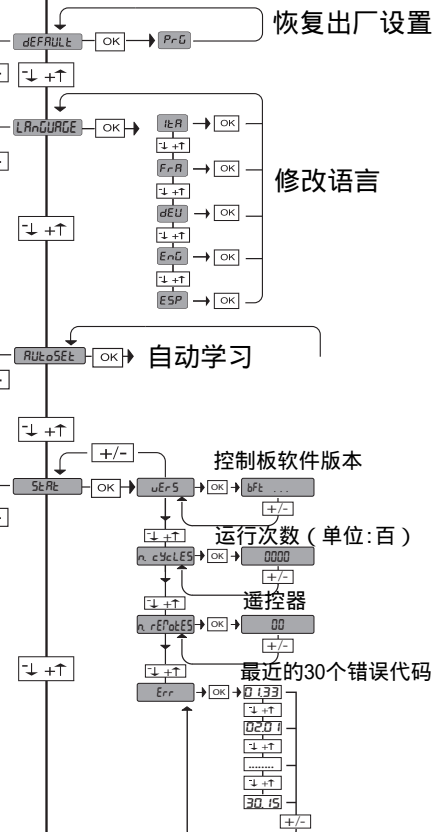 恢复出厂设置
dEFAULt OK PrG
-↓ +↑
LAnGUAGE OK ItA OK
-↓ +↑
FrA OK
修改语言
-↓ +↑
dEU OK
-↓ +↑
-↓ +↑
EnG OK
-↓ +↑
ESP OK
AUtoSEt OK 自动学习
-↓ +↑
+/-
控制板软件版本
StAt OK vErS OK bFt ...
+/-
-↓ +↑
运行次数（单位:百）
n. cYcLES OK 0000
+/-
-↓ +↑
遥控器
n. rEMotES OK 00
+/-
-↓ +↑
-↓ +↑
最近的30个错误代码
Err OK 01.33
-↓ +↑
02.01
-↓ +↑
........
-↓ +↑
30.15
+/-